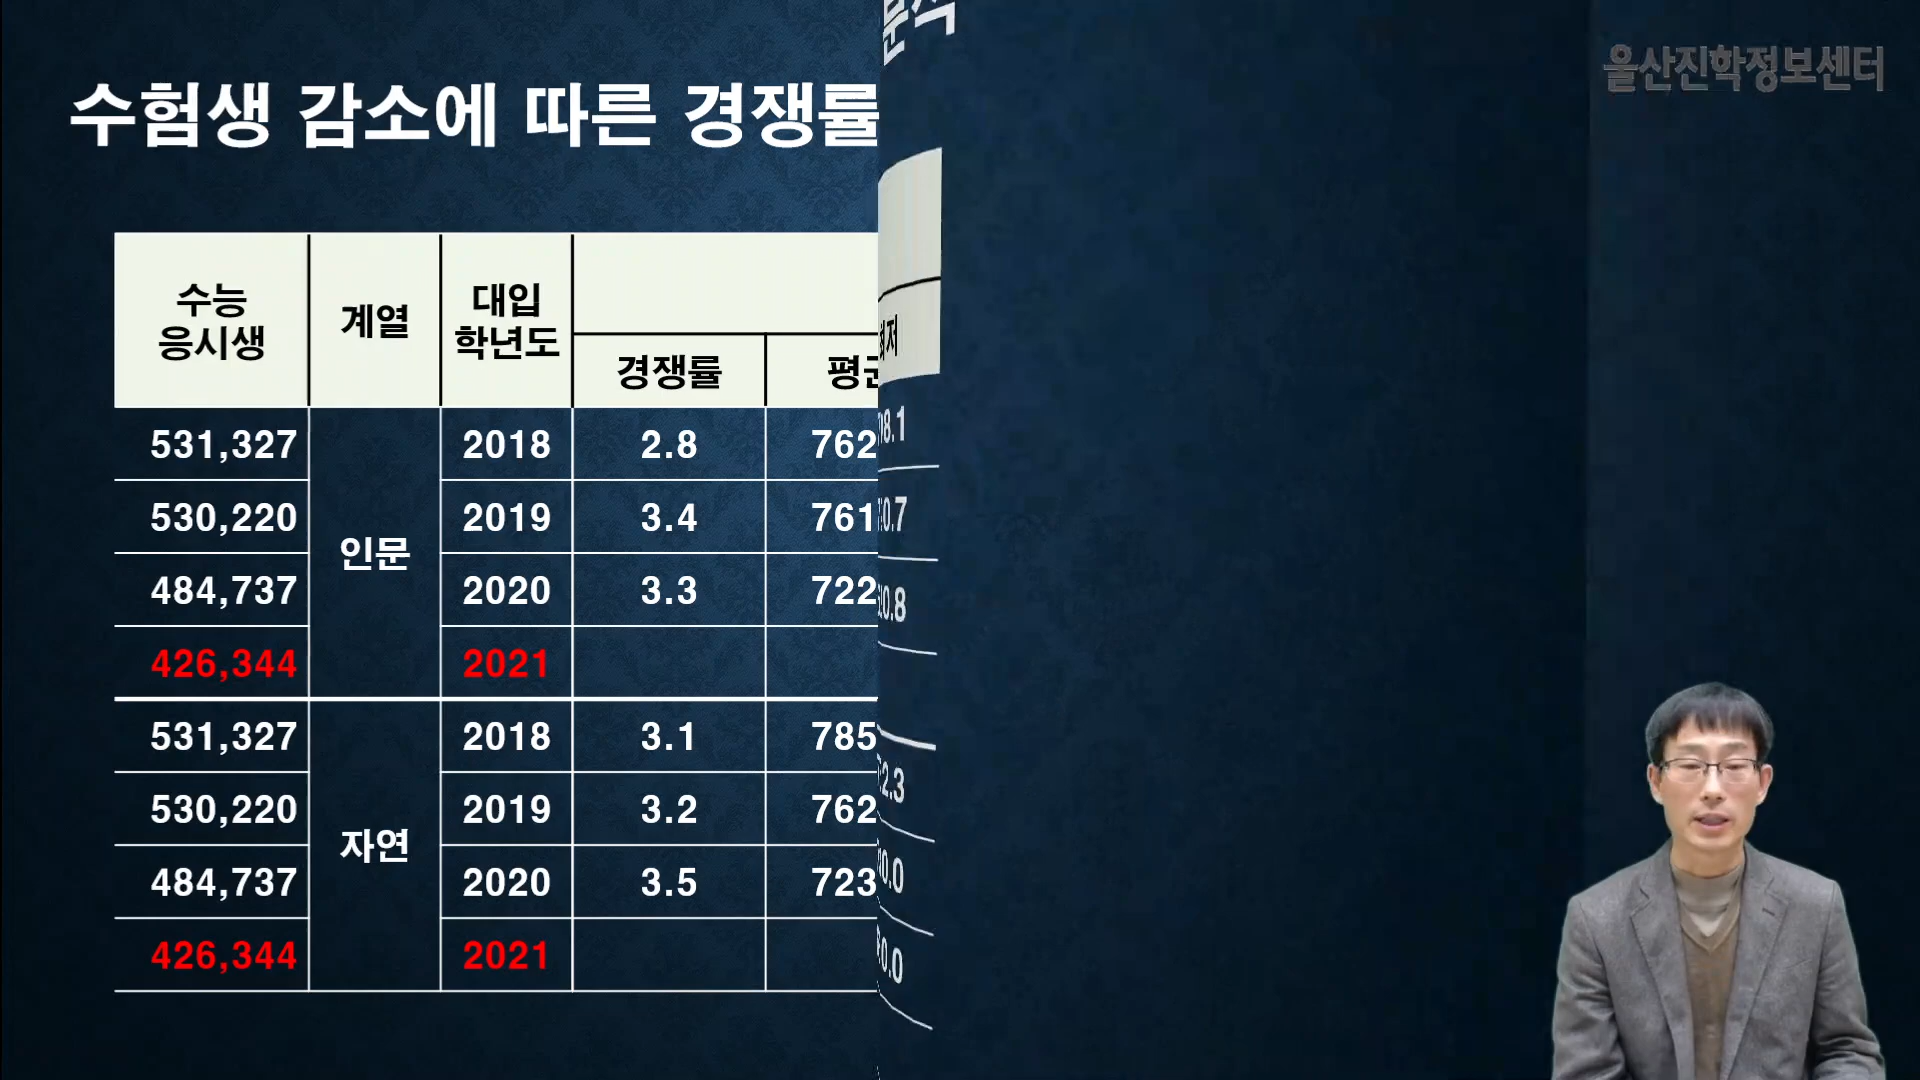 울산진학정보센터
수험생 감소에 따른 경쟁률
수능 응시생 계열 대입 학년도
경쟁률
531,327 인문 2018 2.8 762
530,220 2019 3.4 761
484,737 2020 3.3 722
426,344 2021
531,327 자연 2018 3.1 785
530,220 2019 3.2 762
484,737 2020 3.5 723
426,344 2021